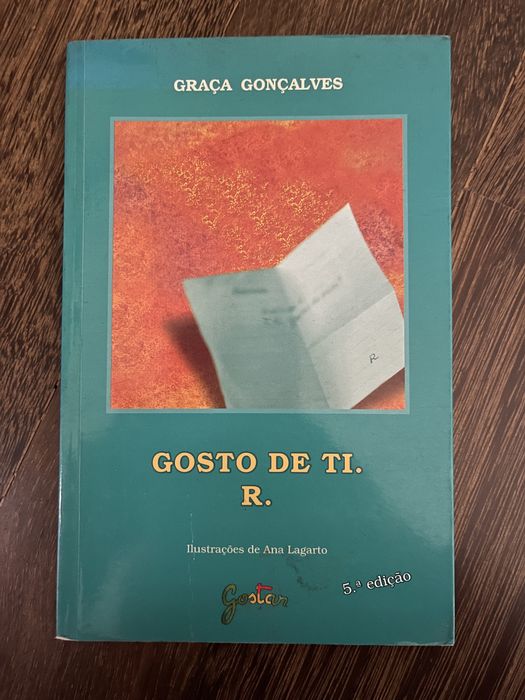 GRAÇA GONÇALVES
R
GOSTO DE TI.
R.
Ilustrações de Ana Lagarto
Gostar
5.ª edição